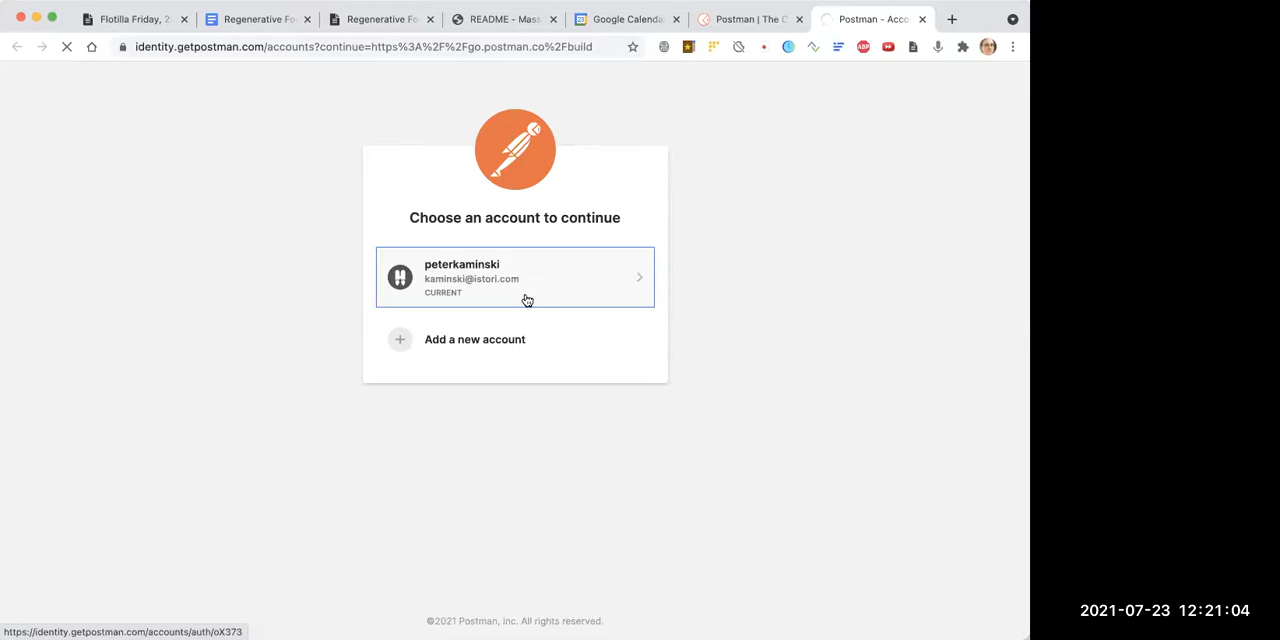 Flotilla Friday, 2
Regenerative Fo
Regenerative Fo
README - Mass
Google Calenda
Postman | The C
Postman - Acco
identity.getpostman.com/accounts?continue=https%3A%2F%2Fgo.postman.co%2Fbuild
ABP
Choose an account to continue
peterkaminski
kaminski@istori.com
CURRENT
Add a new account
©2021 Postman, Inc. All rights reserved.
https://identity.getpostman.com/accounts/auth/oX373
2021-07-23 12:21:04